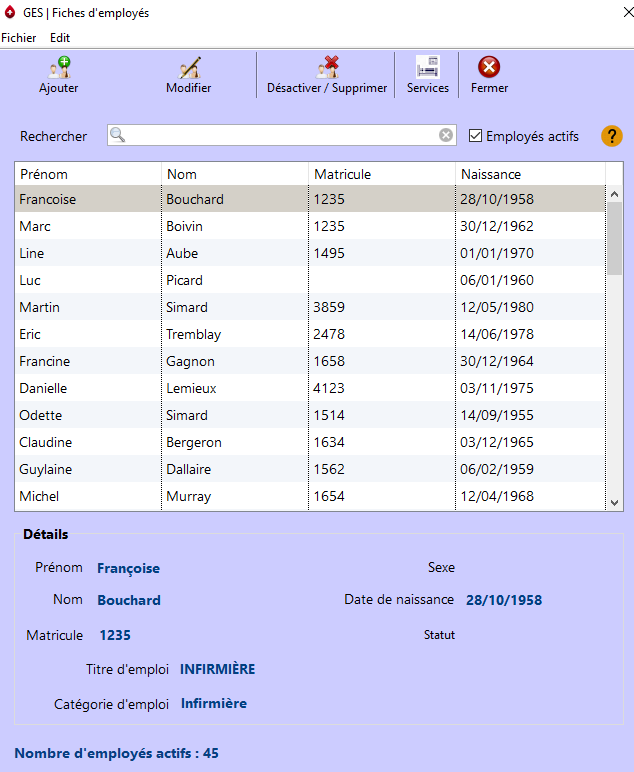 GES | Fiches d'employés
Fichier Edit
Ajouter Modifier Désactiver / Supprimer Services Fermer
Rechercher Employés actifs ?
Prénom Nom Matricule Naissance
Francoise Bouchard 1235 28/10/1958
Marc Boivin 1235 30/12/1962
Line Aube 1495 01/01/1970
Luc Picard 06/01/1960
Martin Simard 3859 12/05/1980
Eric Tremblay 2478 14/06/1978
Francine Gagnon 1658 30/12/1964
Danielle Lemieux 4123 03/11/1975
Odette Simard 1514 14/09/1955
Claudine Bergeron 1634 03/12/1965
Guylaine Dallaire 1562 06/02/1959
Michel Murray 1654 12/04/1968
Détails
Prénom Françoise Sexe
Nom Bouchard Date de naissance 28/10/1958
Matricule 1235 Statut
Titre d'emploi INFIRMIÈRE
Catégorie d'emploi Infirmière
Nombre d'employés actifs : 45